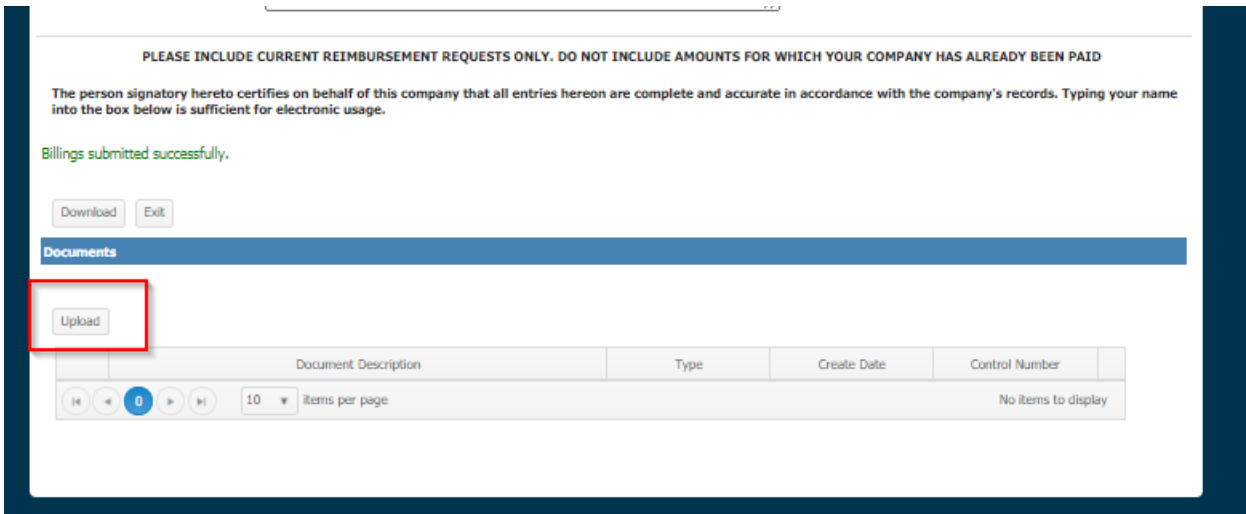 PLEASE INCLUDE CURRENT REIMBURSEMENT REQUESTS ONLY. DO NOT INCLUDE AMOUNTS FOR WHICH YOUR COMPANY HAS ALREADY BEEN PAID
The person signatory hereto certifies on behalf of this company that all entries hereon are complete and accurate in accordance with the company's records. Typing your name
into the box below is sufficient for electronic usage.
Billings submitted successfully.
Download Exit
Documents
Upload
Document Description Type Create Date Control Number
0 10 items per page No items to display